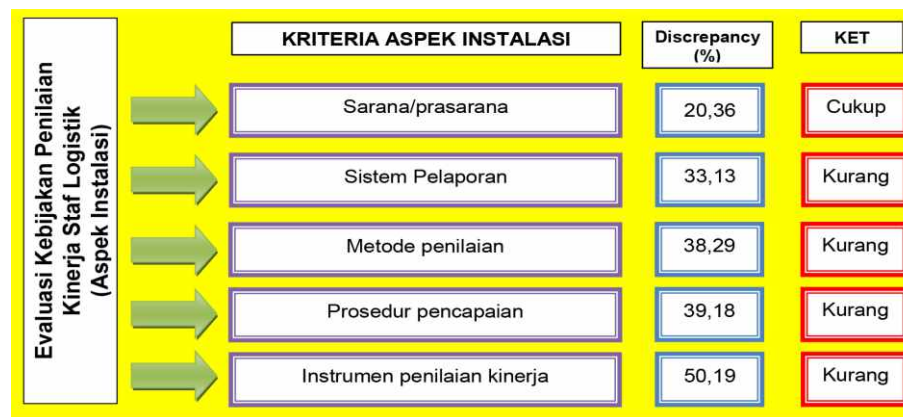 Evaluasi Kebijakan Penilaian
Kinerja Staf Logistik
(Aspek Instalasi)
KRITERIA ASPEK INSTALASI
Discrepancy
(%)
KET
Sarana/prasarana
20,36
Cukup
Sistem Pelaporan
33,13
Kurang
Metode penilaian
38,29
Kurang
Prosedur pencapaian
39,18
Kurang
Instrumen penilaian kinerja
50,19
Kurang